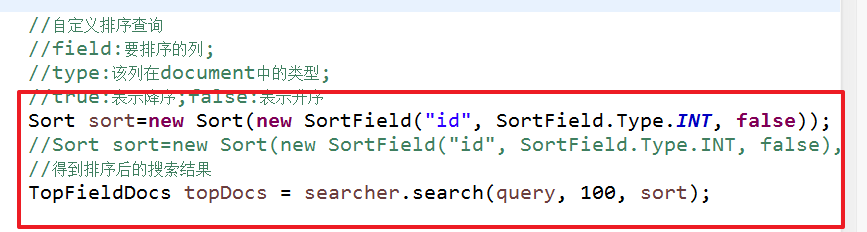 //自定义排序查询
//field:要排序的列;
//type:该列在document中的类型;
//true:表示降序;false:表示升序
Sort sort=new Sort(new SortField("id", SortField.Type.INT, false));
//Sort sort=new Sort(new SortField("id", SortField.Type.INT, false),
//得到排序后的搜索结果
TopFieldDocs topDocs = searcher.search(query, 100, sort);